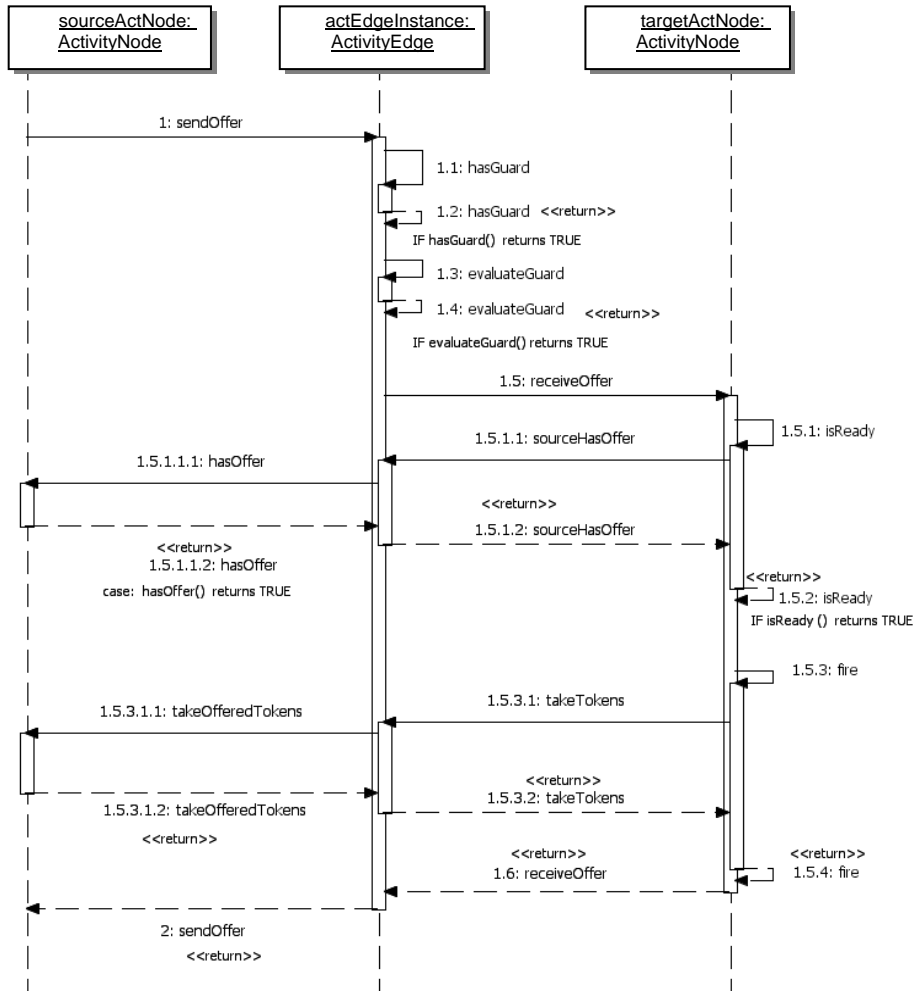 sourceActNode:
ActivityNode
actEdgeInstance:
ActivityEdge
targetActNode:
ActivityNode
1: sendOffer
1.1: hasGuard
1.2: hasGuard <<return>>
IF hasGuard() returns TRUE
1.3: evaluateGuard
1.4: evaluateGuard <<return>>
IF evaluateGuard() returns TRUE
1.5: receiveOffer
1.5.1: isReady
1.5.1.1: sourceHasOffer
1.5.1.1.1: hasOffer
<<return>>
1.5.1.2: sourceHasOffer
<<return>>
1.5.1.1.2: hasOffer
case: hasOffer() returns TRUE
<<return>>
1.5.2: isReady
IF isReady () returns TRUE
1.5.3: fire
1.5.3.1: takeTokens
1.5.3.1.1: takeOfferedTokens
<<return>>
1.5.3.2: takeTokens
1.5.3.1.2: takeOfferedTokens
<<return>>
<<return>>
1.5.4: fire
<<return>>
1.6: receiveOffer
2: sendOffer
<<return>>